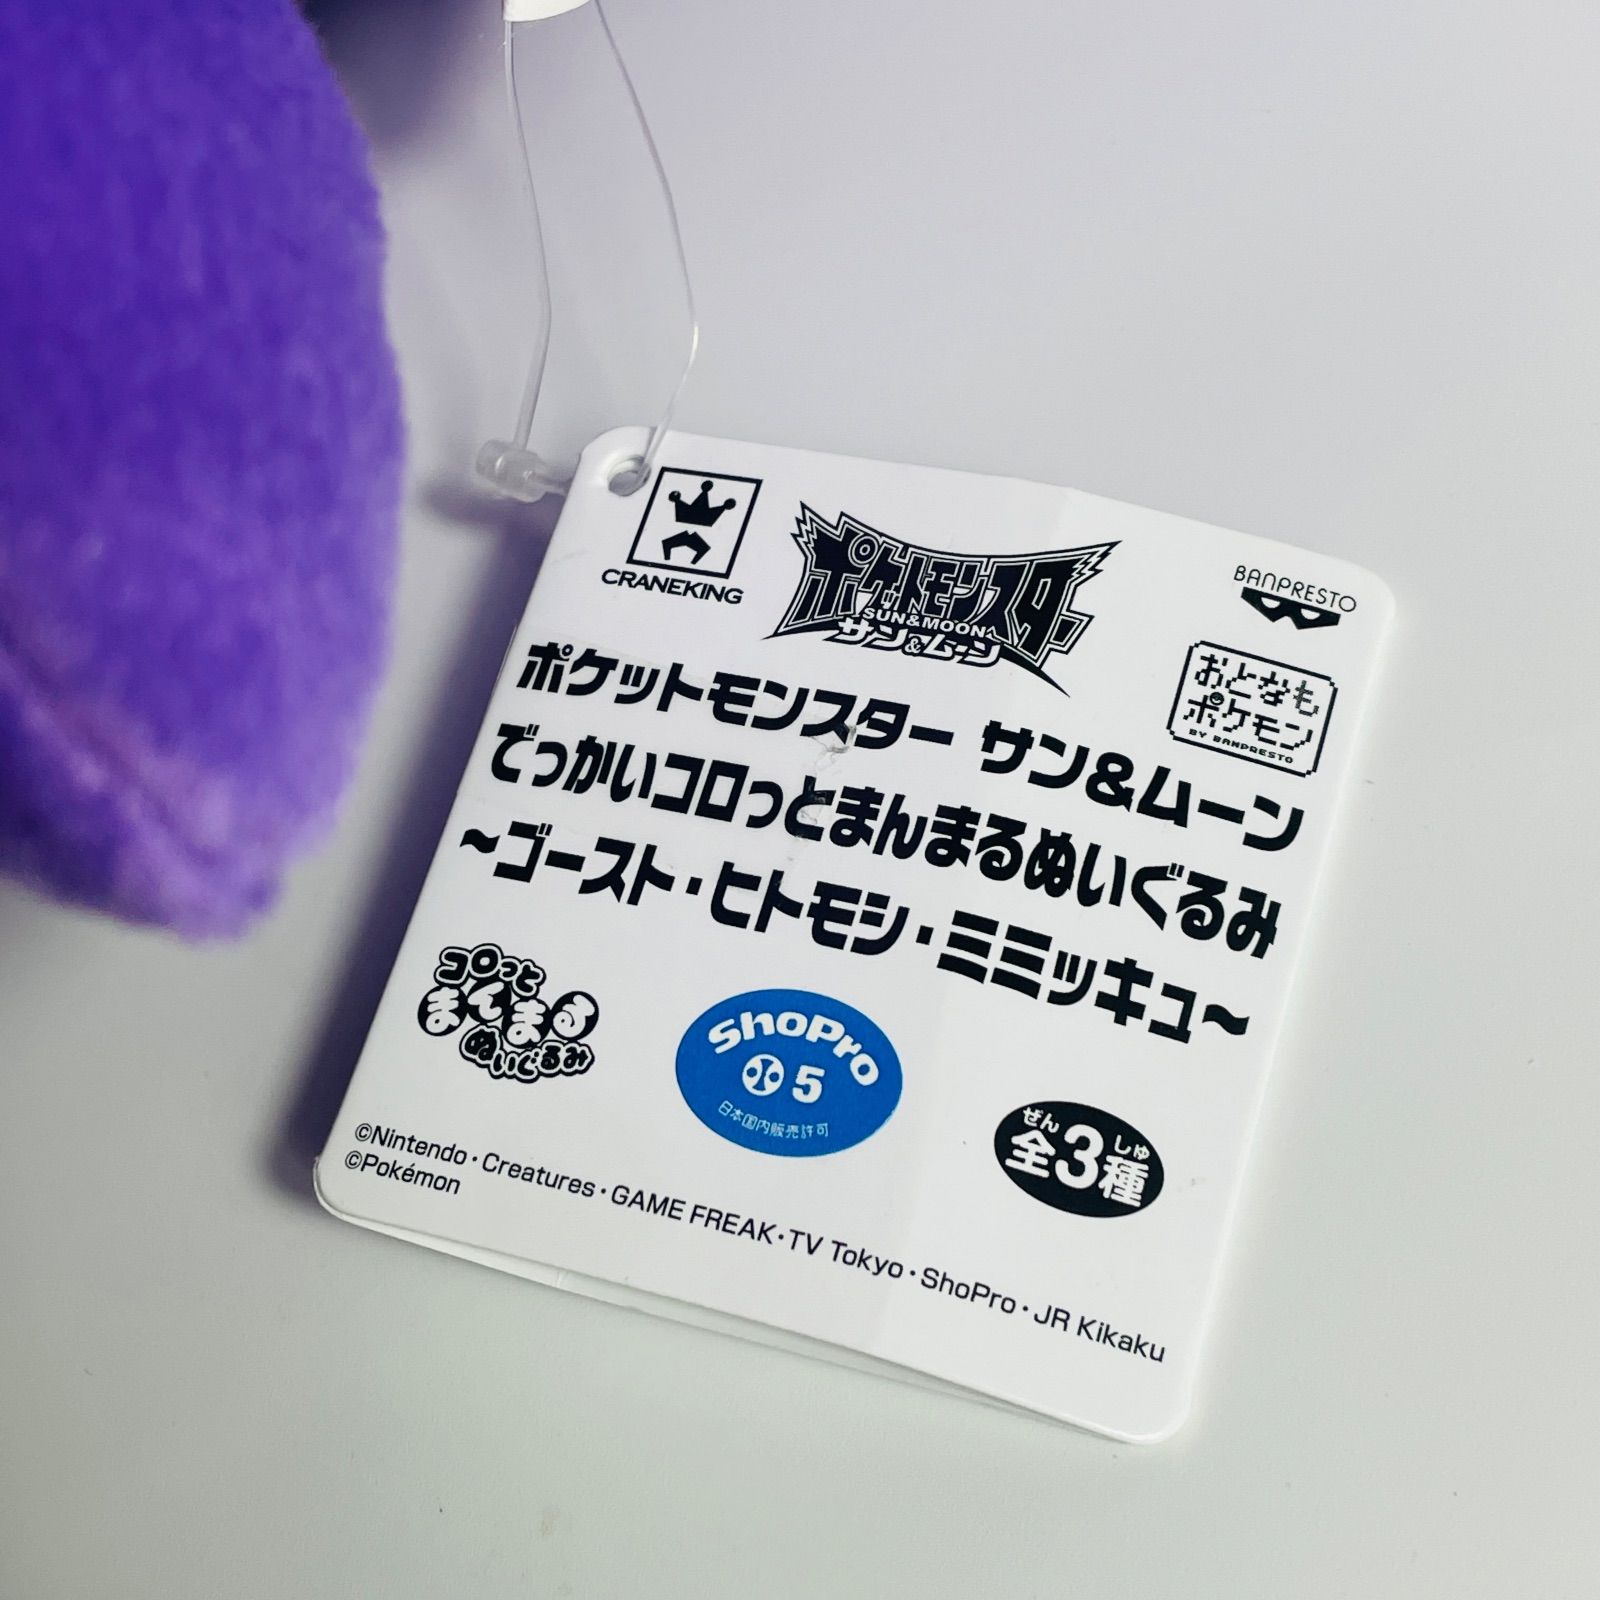 CRANEKING
ポケットモンスター
SUN&MOON
サン&ムーン
BANPRESTO
おとなも
ポケモン
BY BANPRESTO
ポケットモンスター サン&ムーン
でっかいコロっとまんまるぬいぐるみ
~ゴースト・ヒトモシ・ミミッキュ~
コロっと
まんまる
ぬいぐるみ
ShoPro
5
日本国内販売許可
ぜん しゅ
全3種
©Nintendo・Creatures・GAME FREAK・TV Tokyo・ShoPro・JR Kikaku
©Pokémon